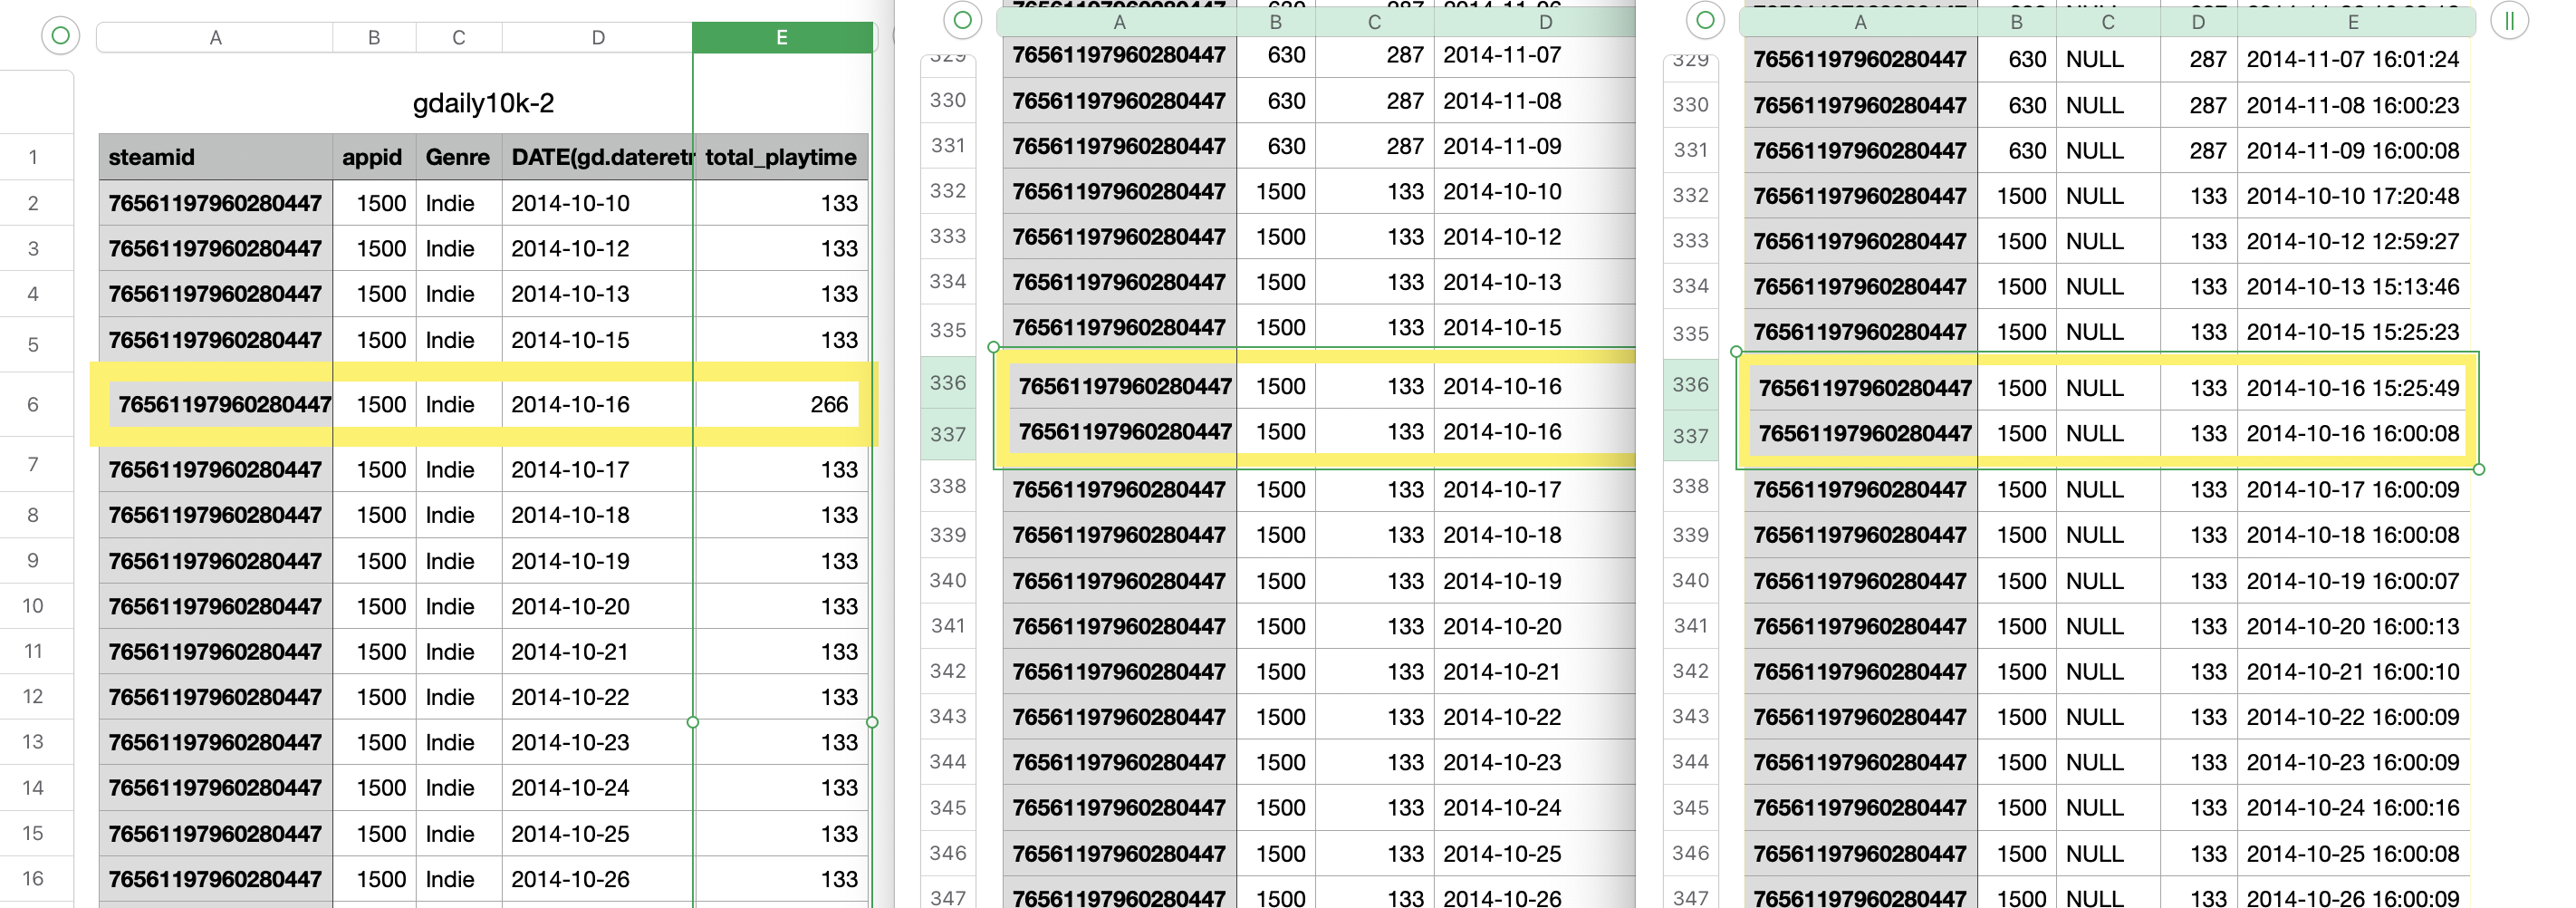 A B C D E
gdaily10k-2
1 steamid appid Genre DATE(gd.dateretr total_playtime
2 76561197960280447 1500 Indie 2014-10-10 133
3 76561197960280447 1500 Indie 2014-10-12 133
4 76561197960280447 1500 Indie 2014-10-13 133
5 76561197960280447 1500 Indie 2014-10-15 133
6 76561197960280447 1500 Indie 2014-10-16 266
7 76561197960280447 1500 Indie 2014-10-17 133
8 76561197960280447 1500 Indie 2014-10-18 133
9 76561197960280447 1500 Indie 2014-10-19 133
10 76561197960280447 1500 Indie 2014-10-20 133
11 76561197960280447 1500 Indie 2014-10-21 133
12 76561197960280447 1500 Indie 2014-10-22 133
13 76561197960280447 1500 Indie 2014-10-23 133
14 76561197960280447 1500 Indie 2014-10-24 133
15 76561197960280447 1500 Indie 2014-10-25 133
16 76561197960280447 1500 Indie 2014-10-26 133
A B C D
329 76561197960280447 630 287 2014-11-07
330 76561197960280447 630 287 2014-11-08
331 76561197960280447 630 287 2014-11-09
332 76561197960280447 1500 133 2014-10-10
333 76561197960280447 1500 133 2014-10-12
334 76561197960280447 1500 133 2014-10-13
335 76561197960280447 1500 133 2014-10-15
336 76561197960280447 1500 133 2014-10-16
337 76561197960280447 1500 133 2014-10-16
338 76561197960280447 1500 133 2014-10-17
339 76561197960280447 1500 133 2014-10-18
340 76561197960280447 1500 133 2014-10-19
341 76561197960280447 1500 133 2014-10-20
342 76561197960280447 1500 133 2014-10-21
343 76561197960280447 1500 133 2014-10-22
344 76561197960280447 1500 133 2014-10-23
345 76561197960280447 1500 133 2014-10-24
346 76561197960280447 1500 133 2014-10-25
347 76561197960280447 1500 133 2014-10-26
A B C D E
329 76561197960280447 630 NULL 287 2014-11-07 16:01:24
330 76561197960280447 630 NULL 287 2014-11-08 16:00:23
331 76561197960280447 630 NULL 287 2014-11-09 16:00:08
332 76561197960280447 1500 NULL 133 2014-10-10 17:20:48
333 76561197960280447 1500 NULL 133 2014-10-12 12:59:27
334 76561197960280447 1500 NULL 133 2014-10-13 15:13:46
335 76561197960280447 1500 NULL 133 2014-10-15 15:25:23
336 76561197960280447 1500 NULL 133 2014-10-16 15:25:49
337 76561197960280447 1500 NULL 133 2014-10-16 16:00:08
338 76561197960280447 1500 NULL 133 2014-10-17 16:00:09
339 76561197960280447 1500 NULL 133 2014-10-18 16:00:08
340 76561197960280447 1500 NULL 133 2014-10-19 16:00:07
341 76561197960280447 1500 NULL 133 2014-10-20 16:00:13
342 76561197960280447 1500 NULL 133 2014-10-21 16:00:10
343 76561197960280447 1500 NULL 133 2014-10-22 16:00:09
344 76561197960280447 1500 NULL 133 2014-10-23 16:00:09
345 76561197960280447 1500 NULL 133 2014-10-24 16:00:16
346 76561197960280447 1500 NULL 133 2014-10-25 16:00:08
347 76561197960280447 1500 NULL 133 2014-10-26 16:00:09